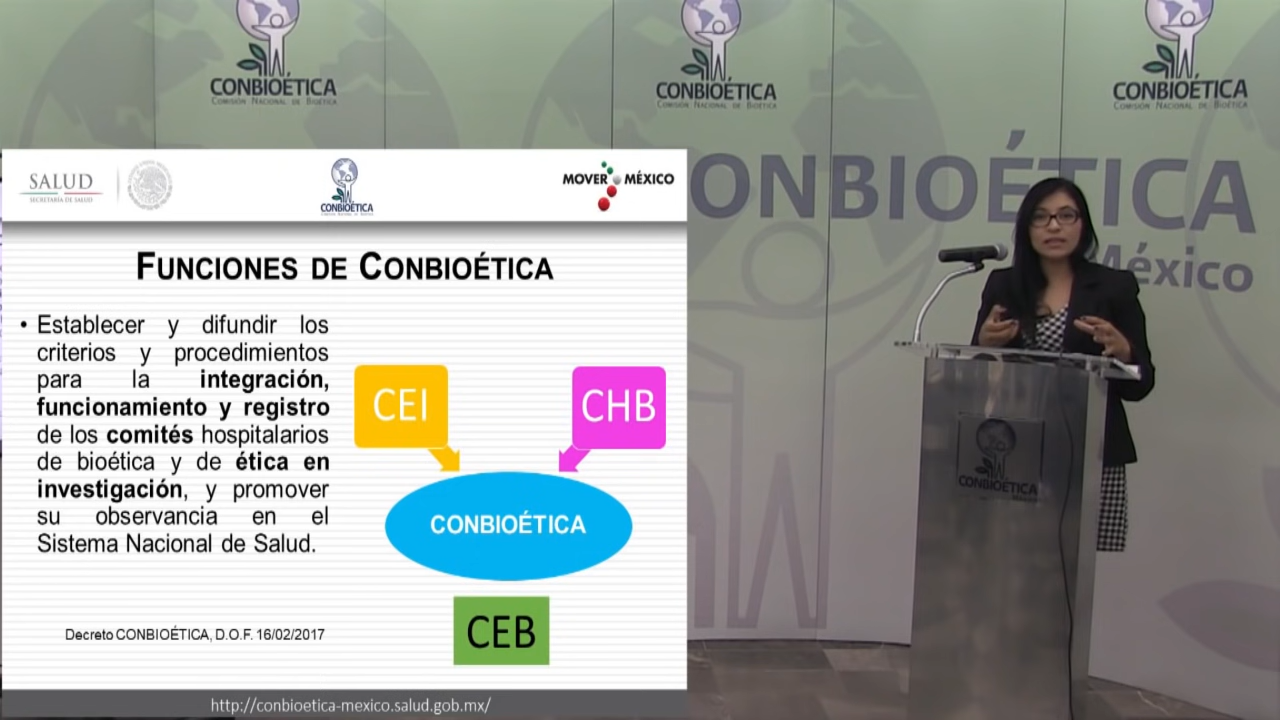 CONBIOÉTICA
COMISIÓN NACIONAL DE BIOÉTICA
CONBIOÉTICA
COMISIÓN NACIONAL DE BIOÉTICA
CONBIOÉTICA
COMISIÓN NACIONAL DE BIOÉTICA
ONBIOÉTICA
México
SALUD
SECRETARÍA DE SALUD
CONBIOÉTICA
MOVER MÉXICO
FUNCIONES DE CONBIOÉTICA
• Establecer y difundir los
criterios y procedimientos
para la integración,
funcionamiento y registro
de los comités hospitalarios
de bioética y de ética en
investigación, y promover
su observancia en el
Sistema Nacional de Salud.
CEI
CHB
CONBIOÉTICA
CEB
Decreto CONBIOÉTICA, D.O.F. 16/02/2017
http://conbioetica-mexico.salud.gob.mx/
CONBIOÉTICA